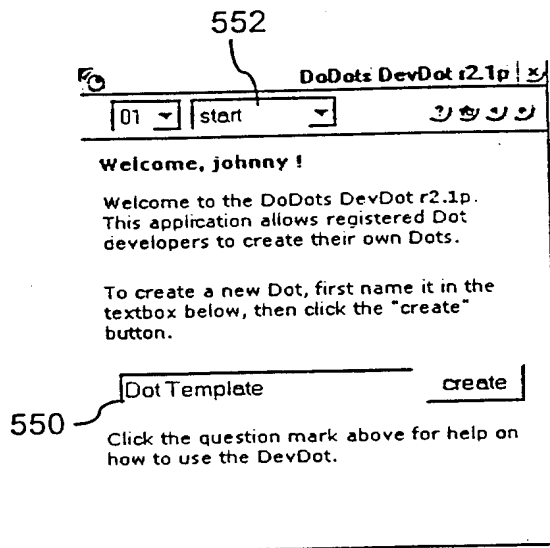 552
DoDots DevDot r2.1p x
01 start ?
Welcome, johnny !
Welcome to the DoDots DevDot r2.1p.
This application allows registered Dot
developers to create their own Dots.
To create a new Dot, first name it in the
textbox below, then click the "create"
button.
Dot Template create
550
Click the question mark above for help on
how to use the DevDot.